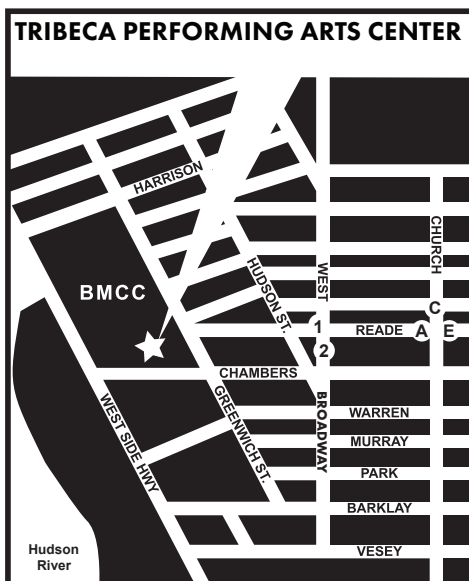 TRIBECA PERFORMING ARTS CENTER
HARRISON
CHURCH
HUDSON ST.
WEST
BROADWAY
BMCC
C
1
READE
A
E
2
CHAMBERS
WARREN
GREENWICH ST.
WEST SIDE HWY
MURRAY
PARK
BARKLAY
Hudson
River
VESEY